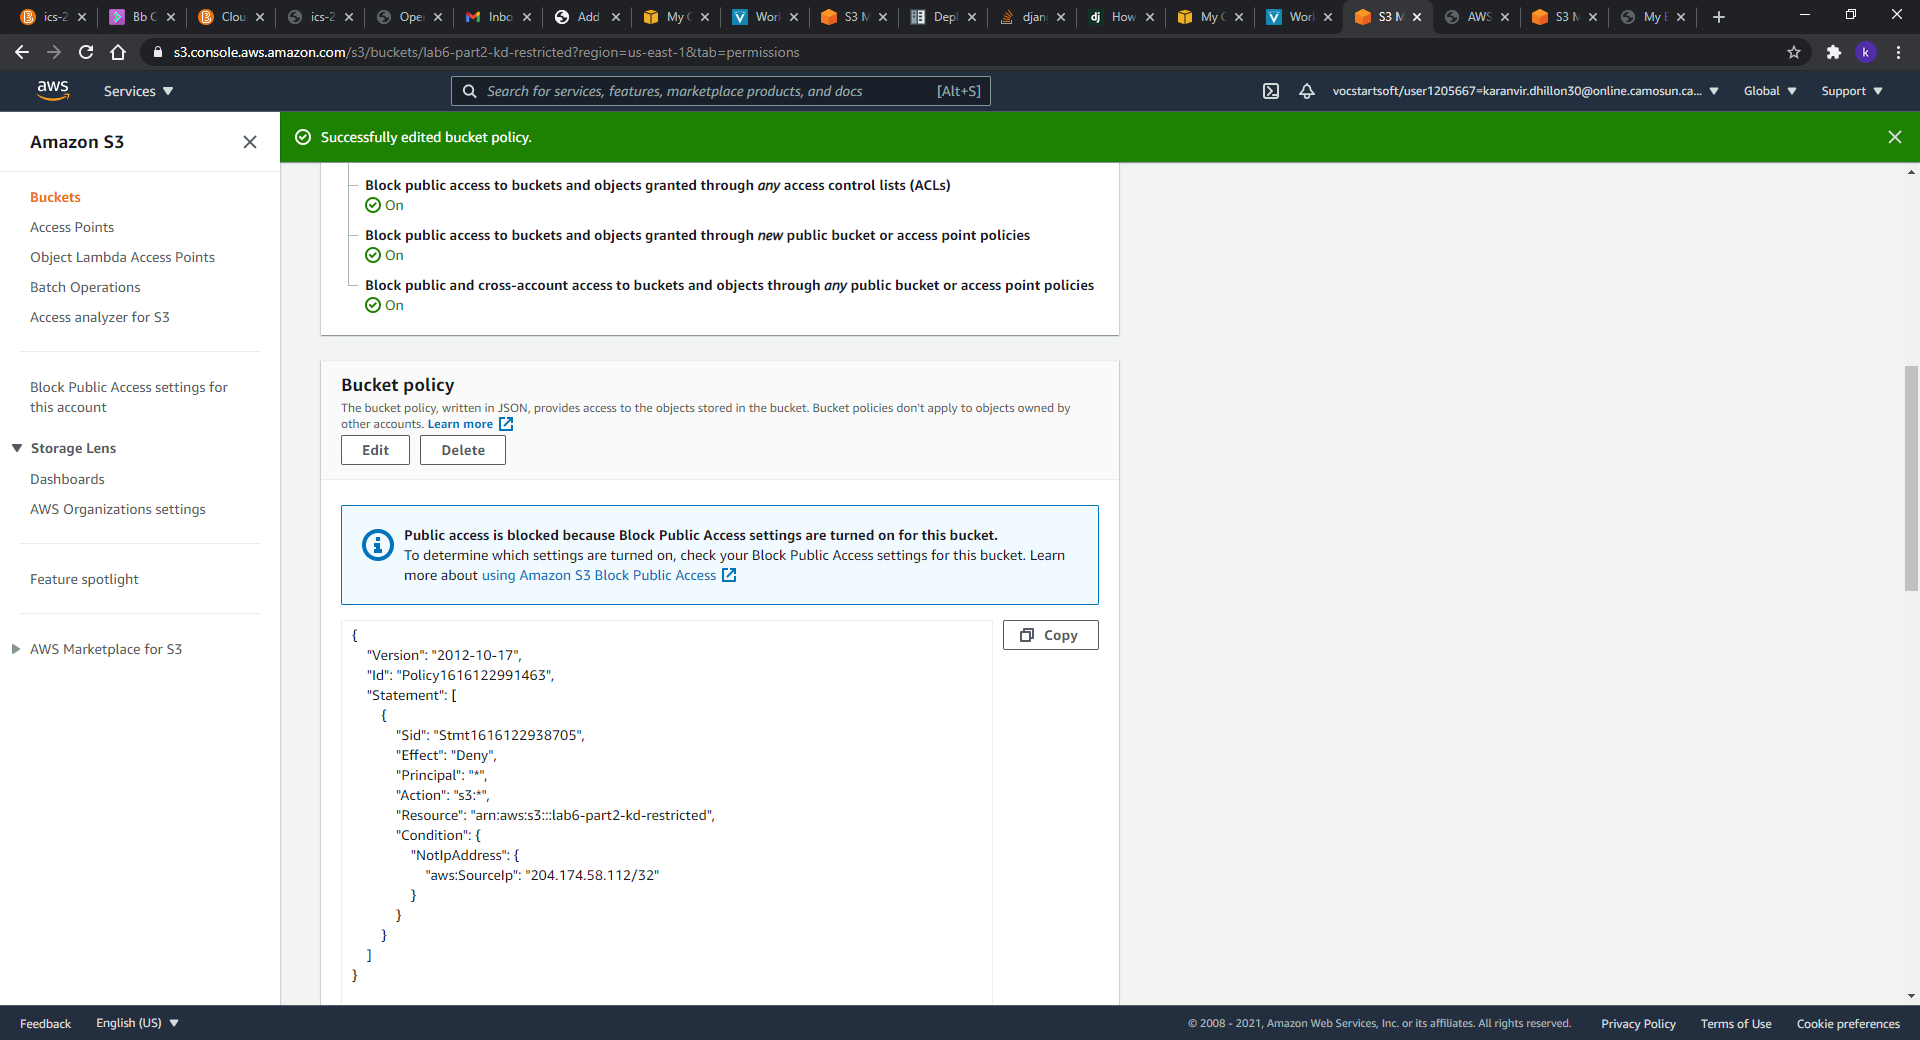 ics-2
Bb C
Clou
ics-2
Ope
Inbo
Add
My C
Worl
S3 M
Depl
djan
How
My C
Worl
S3 M
AWS
S3 M
My E
s3.console.aws.amazon.com/s3/buckets/lab6-part2-kd-restricted?region=us-east-1&tab=permissions
k
aws
Services
Search for services, features, marketplace products, and docs
[Alt+S]
vocstartsoft/user1205667=karanvir.dhillon30@online.camosun.ca...
Global
Support
Amazon S3
Successfully edited bucket policy.
Buckets
Access Points
Object Lambda Access Points
Batch Operations
Access analyzer for S3
Block Public Access settings for
this account
Storage Lens
Dashboards
AWS Organizations settings
Feature spotlight
AWS Marketplace for S3
Block public access to buckets and objects granted through any access control lists (ACLs)
On
Block public access to buckets and objects granted through new public bucket or access point policies
On
Block public and cross-account access to buckets and objects through any public bucket or access point policies
On
Bucket policy
The bucket policy, written in JSON, provides access to the objects stored in the bucket. Bucket policies don't apply to objects owned by
other accounts. Learn more
Edit
Delete
Public access is blocked because Block Public Access settings are turned on for this bucket.
To determine which settings are turned on, check your Block Public Access settings for this bucket. Learn
more about using Amazon S3 Block Public Access
Copy
{
"Version": "2012-10-17",
"Id": "Policy1616122991463",
"Statement": [
{
"Sid": "Stmt1616122938705",
"Effect": "Deny",
"Principal": "*",
"Action": "s3:*",
"Resource": "arn:aws:s3:::lab6-part2-kd-restricted",
"Condition": {
"NotIpAddress": {
"aws:SourceIp": "204.174.58.112/32"
}
}
}
]
}
Feedback
English (US)
© 2008 - 2021, Amazon Web Services, Inc. or its affiliates. All rights reserved.
Privacy Policy
Terms of Use
Cookie preferences